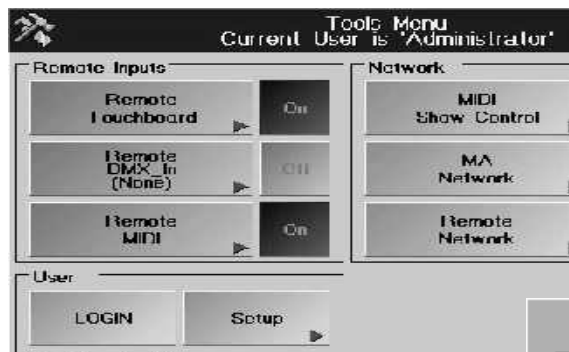 Tools Menu
Current User is 'Administrator'
Remote Inputs
Remote
Touchboard
On
Remote
DMX_In
(None)
Off
Remote
MIDI
On
Network
MIDI
Show Control
MA
Network
Remote
Network
User
LOGIN
Setup